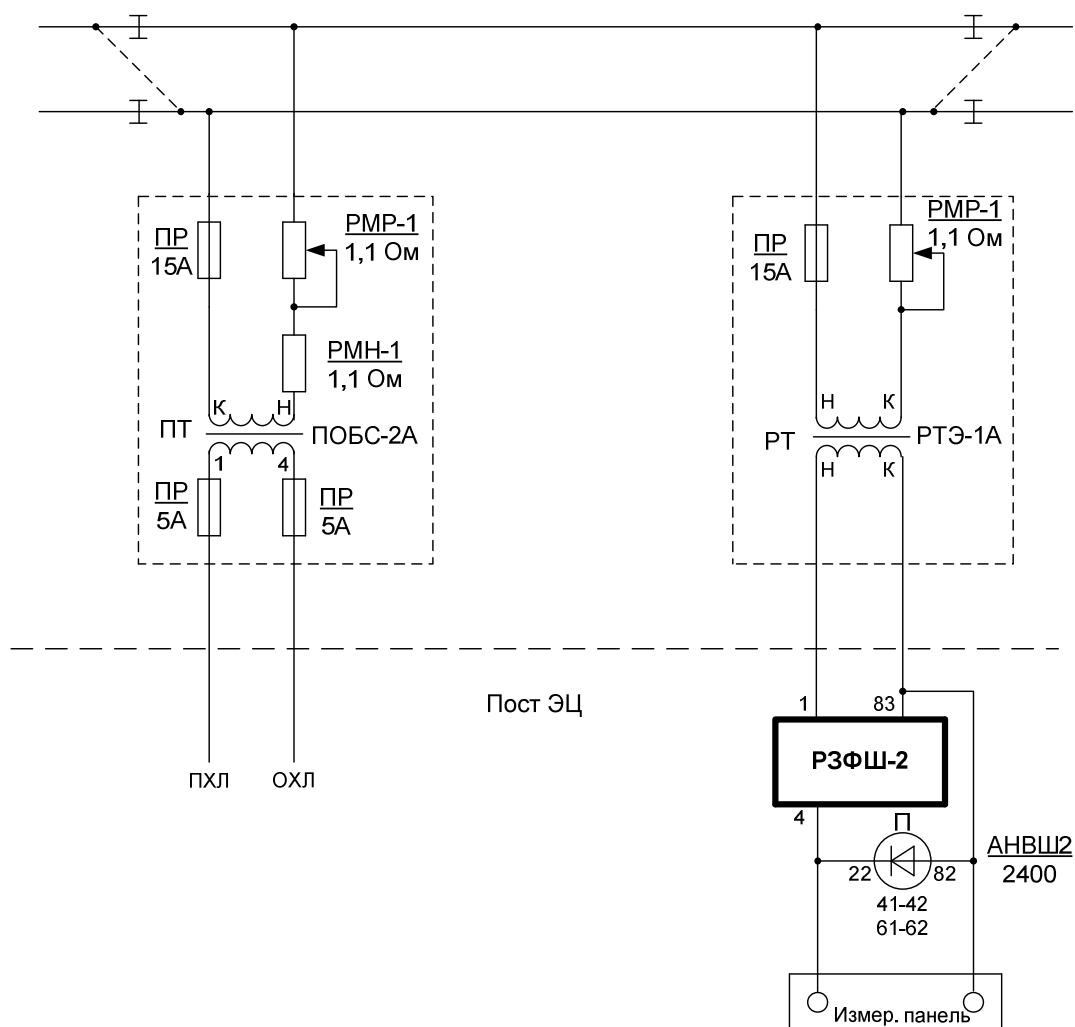 ПР
15А
РМР-1
1,1 Ом
РМН-1
1,1 Ом
К
Н
ПТ
ПОБС-2А
1
4
ПР
5А
ПР
5А
ПР
15А
РМР-1
1,1 Ом
Н
К
РТ
РТЭ-1А
Н
К
Пост ЭЦ
ПХЛ
ОХЛ
1
83
РЗФШ-2
4
П
22
82
41-42
61-62
АНВШ2
2400
Измер. панель